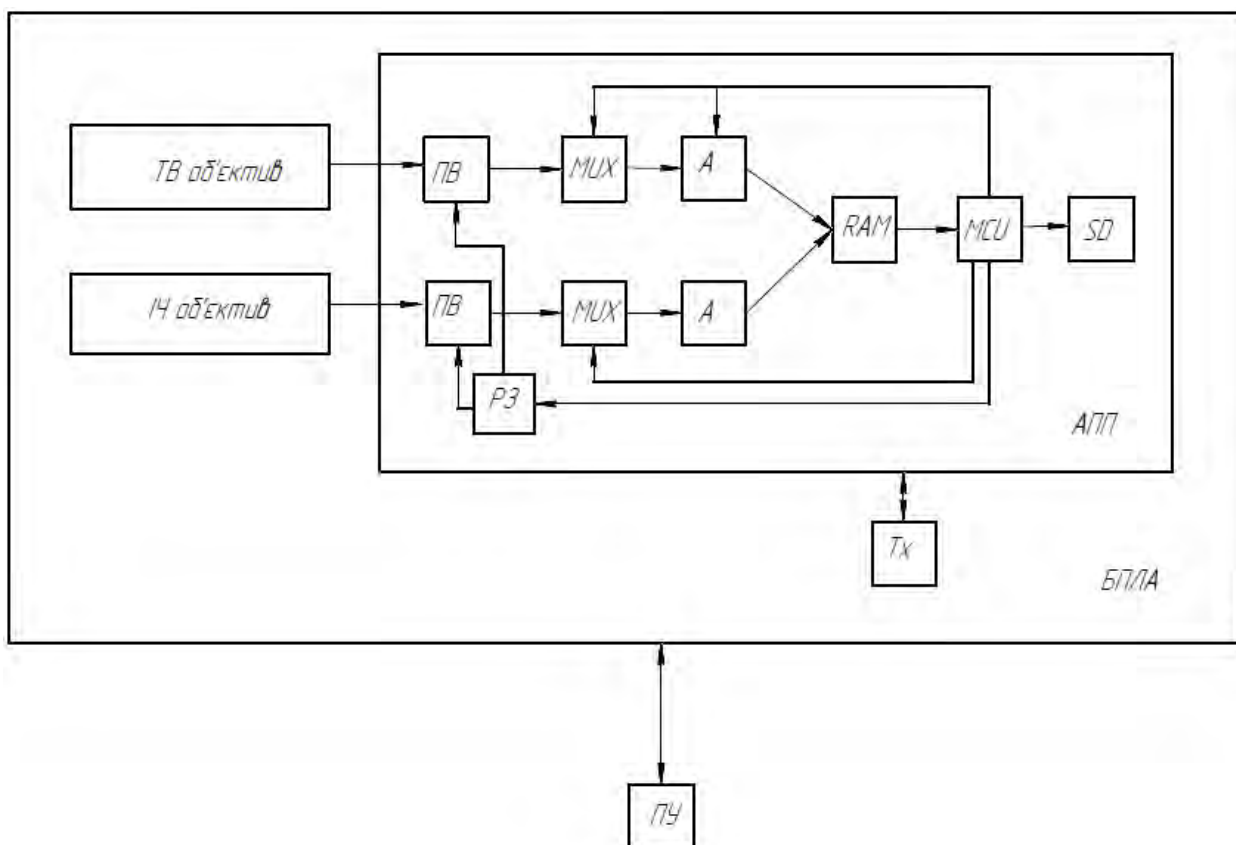 ТВ об'єктив
ПВ
MUX
A
RAM
MCU
SD
ІЧ об'єктив
ПВ
MUX
A
РЗ
АПП
Tx
БПЛА
ПУ